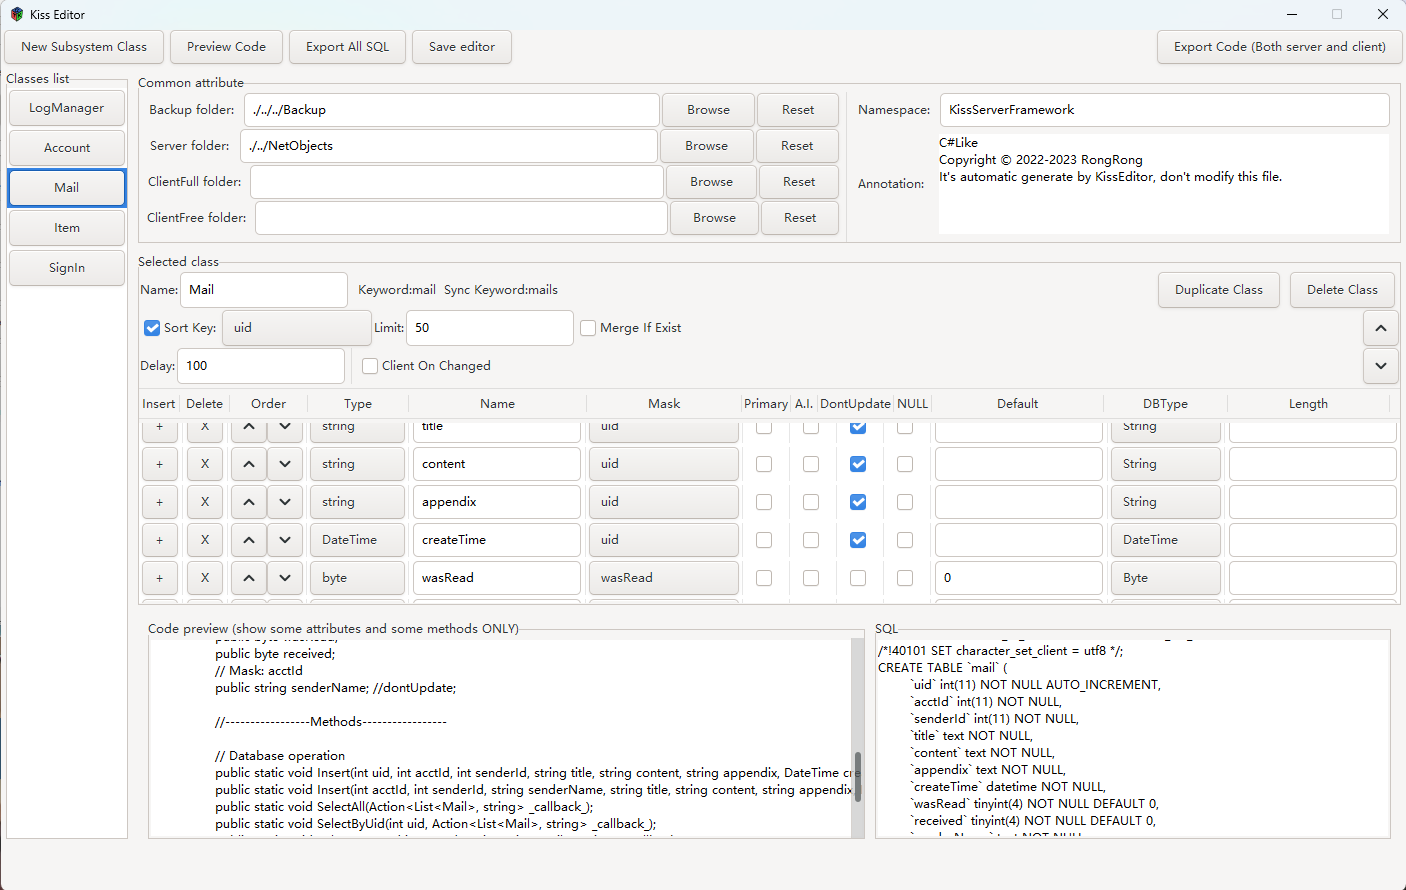 Kiss Editor
New Subsystem Class Preview Code Export All SQL Save editor Export Code (Both server and client)
Classes list
LogManager
Account
Mail
Item
SignIn
Common attribute
Backup folder: ./../../Backup Browse Reset
Server folder: ./../NetObjects Browse Reset
ClientFull folder: Browse Reset
ClientFree folder: Browse Reset
Namespace: KissServerFramework
Annotation:
C#Like
Copyright © 2022-2023 RongRong
It's automatic generate by KissEditor, don't modify this file.
Selected class
Name: Mail Keyword:mail Sync Keyword:mails Duplicate Class Delete Class
Sort Key: uid Limit: 50 Merge If Exist
Delay: 100 Client On Changed
Insert Delete Order Type Name Mask Primary A.I. DontUpdate NULL Default DBType Length
+ X string title uid String
+ X string content uid String
+ X string appendix uid String
+ X DateTime createTime uid DateTime
+ X byte wasRead wasRead 0 Byte
Code preview (show some attributes and some methods ONLY)
public byte wasRead;
public byte received;
// Mask: acctId
public string senderName; //dontUpdate;
//-----------------Methods-----------------
// Database operation
public static void Insert(int uid, int acctId, int senderId, string title, string content, string appendix, DateTime cre
public static void Insert(int acctId, int senderId, string senderName, string title, string content, string appendix
public static void SelectAll(Action<List<Mail>, string> _callback_);
public static void SelectByUid(int uid, Action<List<Mail>, string> _callback_);
SQL
/*!40101 SET character_set_client = utf8 */;
CREATE TABLE `mail` (
`uid` int(11) NOT NULL AUTO_INCREMENT,
`acctId` int(11) NOT NULL,
`senderId` int(11) NOT NULL,
`title` text NOT NULL,
`content` text NOT NULL,
`appendix` text NOT NULL,
`createTime` datetime NOT NULL,
`wasRead` tinyint(4) NOT NULL DEFAULT 0,
`received` tinyint(4) NOT NULL DEFAULT 0,